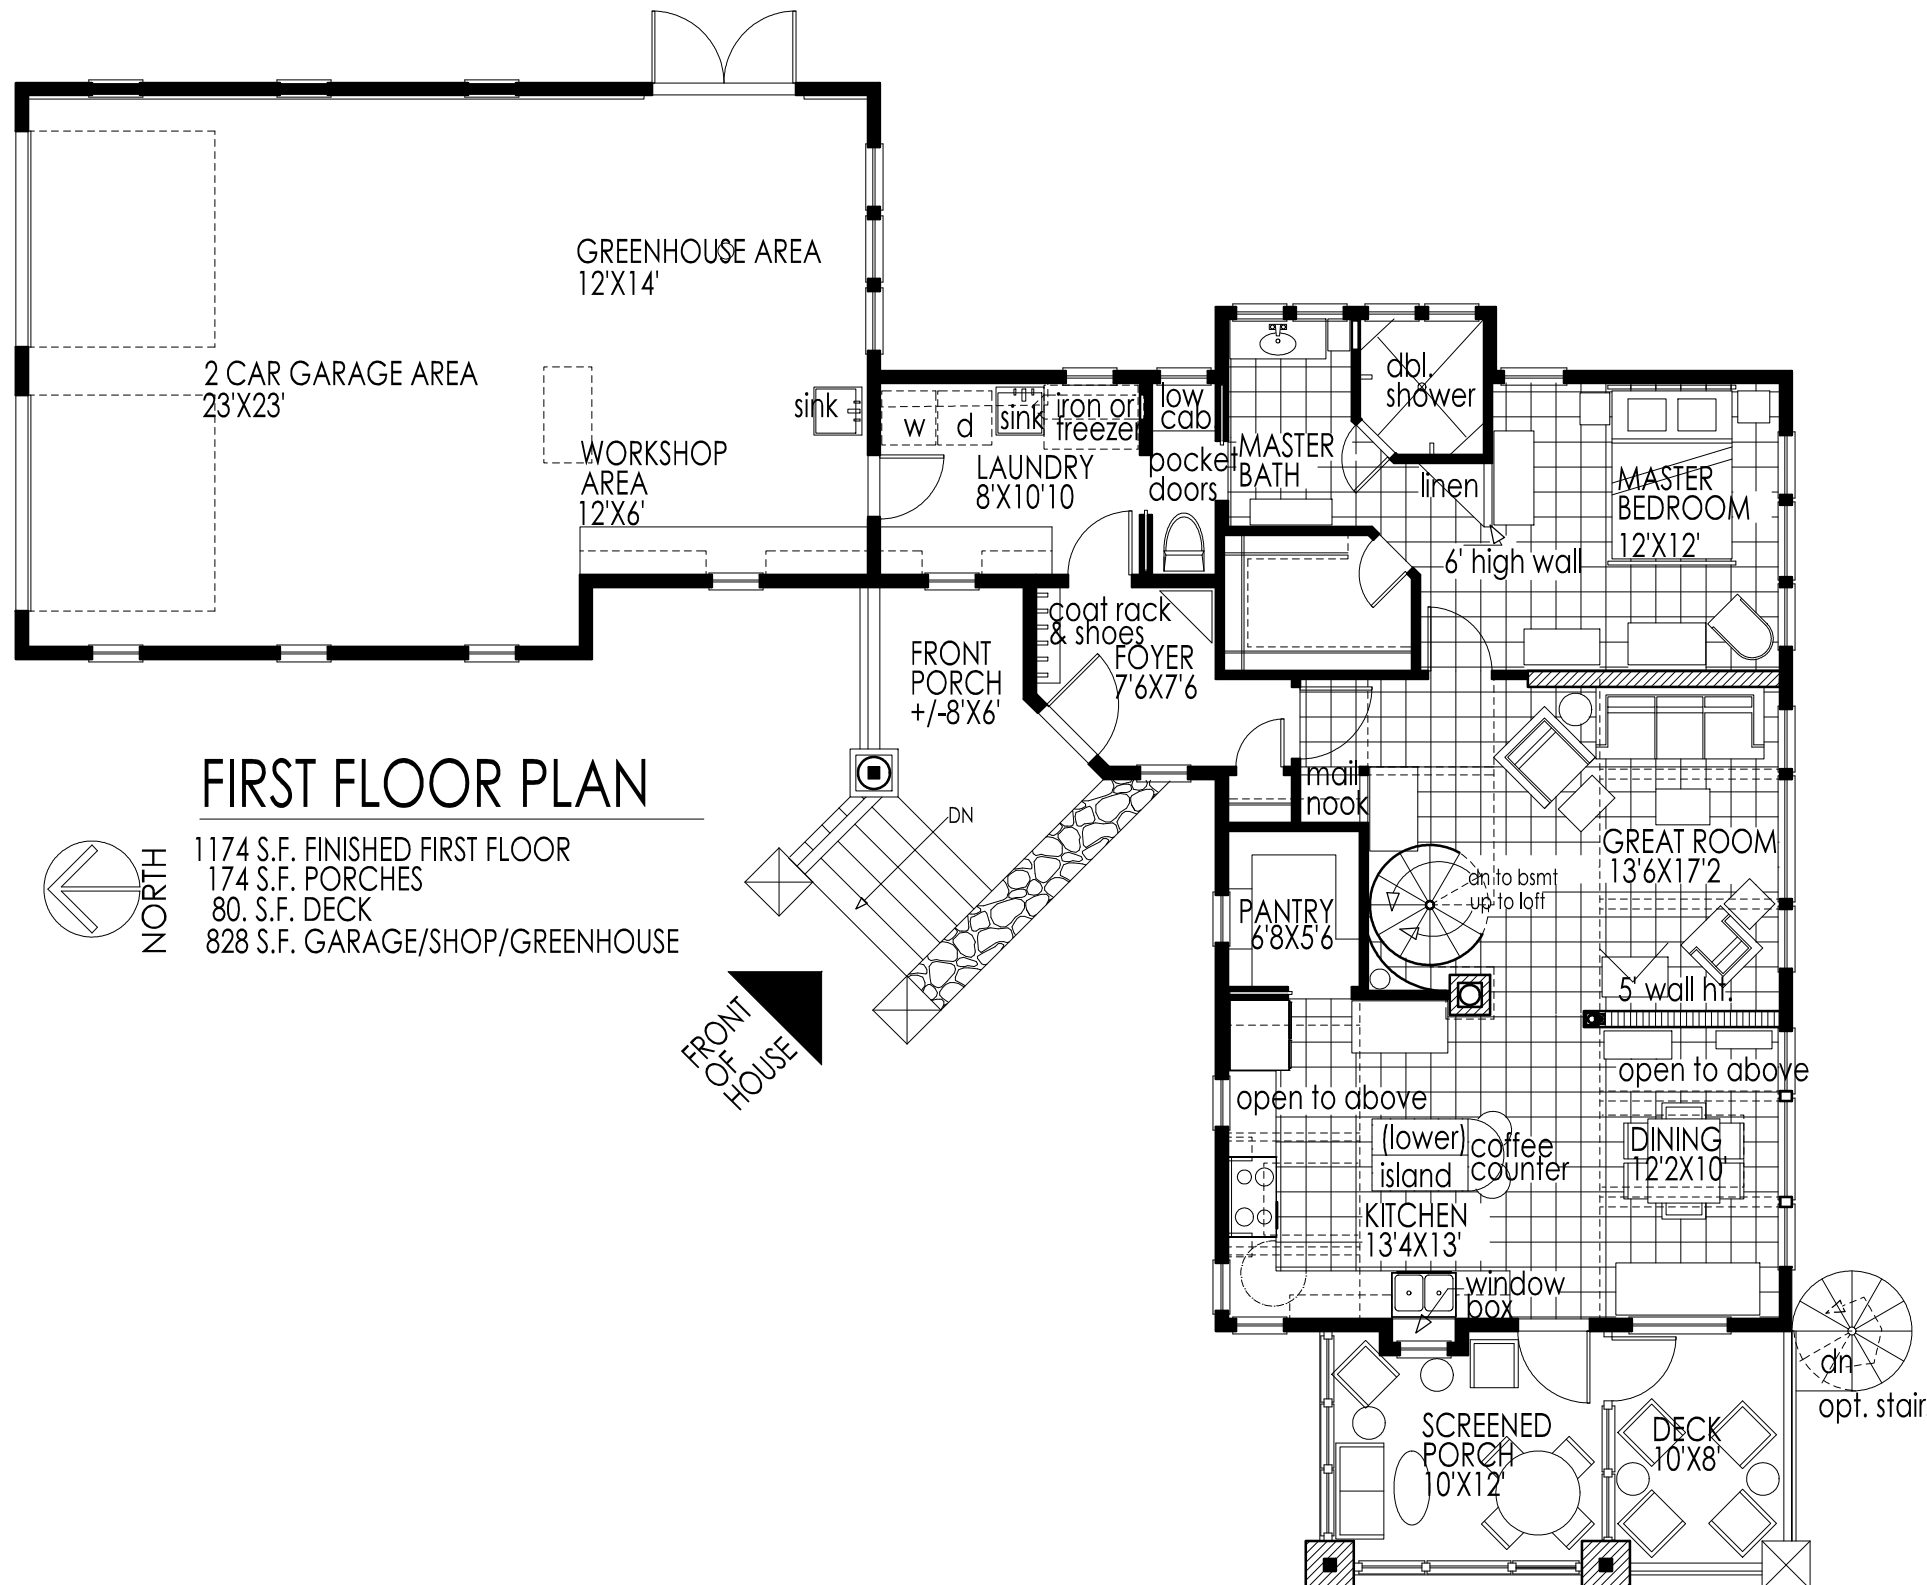 GREENHOUSE AREA
12'X14'
2 CAR GARAGE AREA
23'X23'
sink
WORKSHOP
AREA
12'X6'
w
d
sink
iron or
freezer
LAUNDRY
8'X10'10
low
cab
pocket
doors
MASTER
BATH
dbl.
shower
linen
MASTER
BEDROOM
12'X12'
6' high wall
coat rack
& shoes
FOYER
7'6X7'6
FRONT
PORCH
+/-8'X6'
FIRST FLOOR PLAN
1174 S.F. FINISHED FIRST FLOOR
174 S.F. PORCHES
80. S.F. DECK
828 S.F. GARAGE/SHOP/GREENHOUSE
NORTH
DN
FRONT
OF
HOUSE
mail
nook
GREAT ROOM
13'6X17'2
dn to bsmt
up to loft
PANTRY
6'8X5'6
5' wall ht.
open to above
open to above
(lower)
island
coffee
counter
DINING
12'2X10'
KITCHEN
13'4X13'
window
box
dn
opt. stair
SCREENED
PORCH
10'X12'
DECK
10'X8'